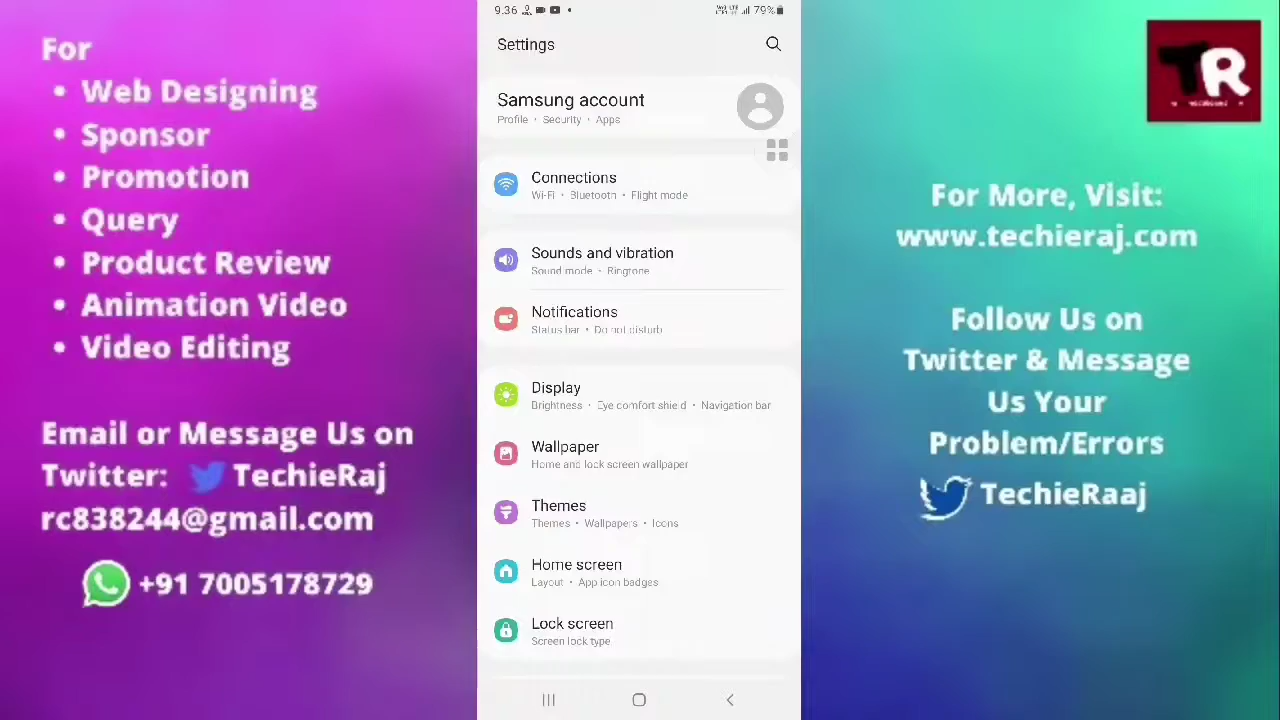 For
• Web Designing
• Sponsor
• Promotion
• Query
• Product Review
• Animation Video
• Video Editing
Email or Message Us on
Twitter: TechieRaj
rc838244@gmail.com
+91 7005178729
9.36
79%
Settings
Samsung account
Profile • Security • Apps
Connections
Wi-Fi • Bluetooth • Flight mode
Sounds and vibration
Sound mode • Ringtone
Notifications
Status bar • Do not disturb
Display
Brightness • Eye comfort shield • Navigation bar
Wallpaper
Home and lock screen wallpaper
Themes
Themes • Wallpapers • Icons
Home screen
Layout • App icon badges
Lock screen
Screen lock type
TR
For More, Visit:
www.techieraj.com
Follow Us on
Twitter & Message
Us Your
Problem/Errors
TechieRaaj